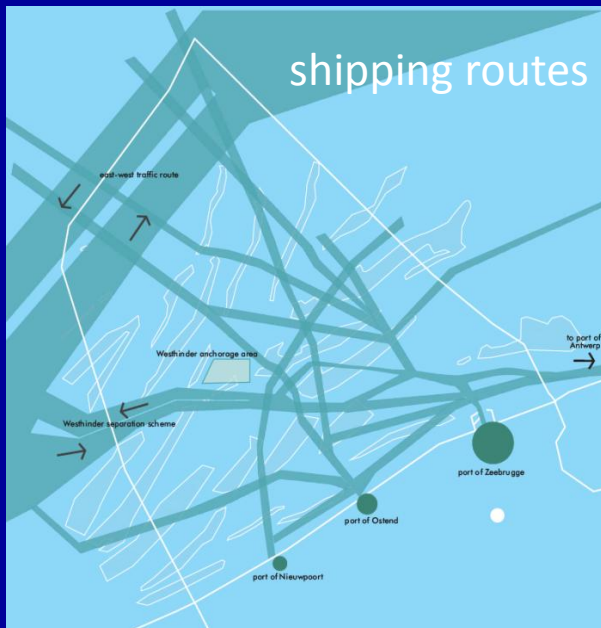 shipping routes
east-west traffic route
to port of
Antwerp
Westhinder anchorage area
Westhinder separation scheme
port of Zeebrugge
port of Ostend
port of Nieuwpoort